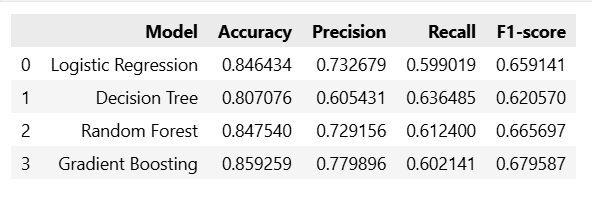 Model Accuracy Precision Recall F1-score
0 Logistic Regression 0.846434 0.732679 0.599019 0.659141
1 Decision Tree 0.807076 0.605431 0.636485 0.620570
2 Random Forest 0.847540 0.729156 0.612400 0.665697
3 Gradient Boosting 0.859259 0.779896 0.602141 0.679587